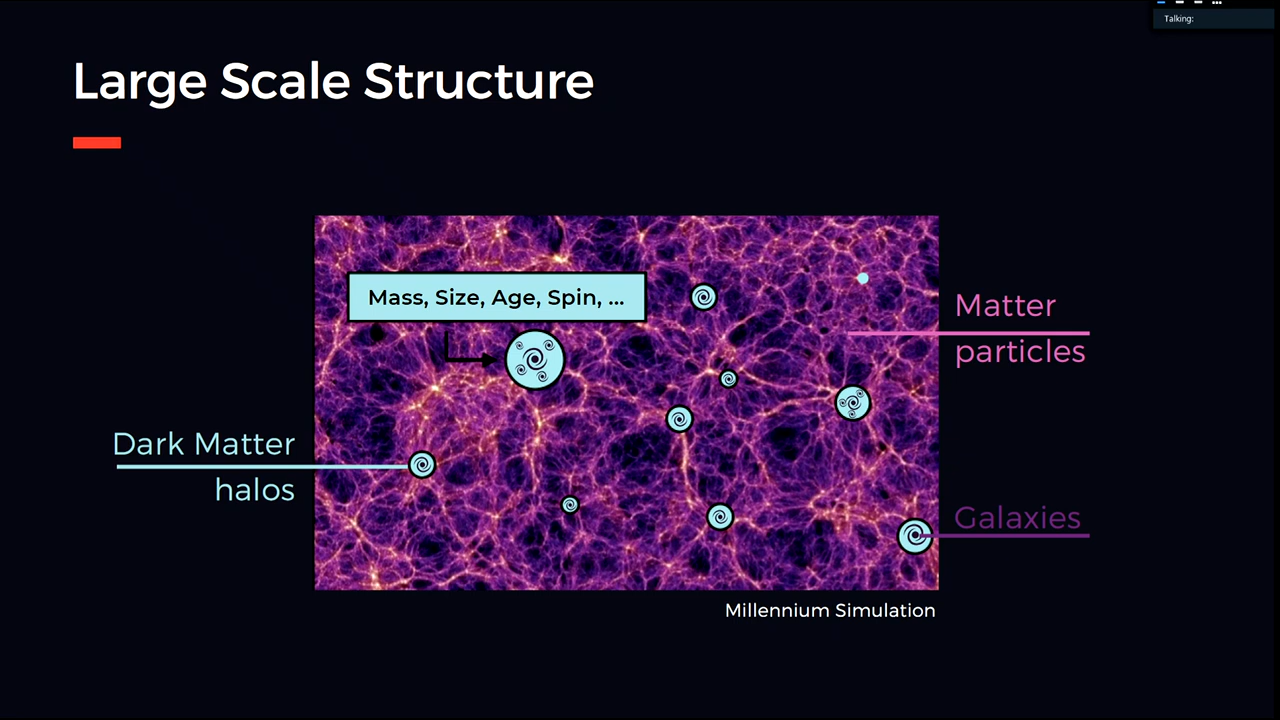 Talking:
Large Scale Structure
Mass, Size, Age, Spin, ...
Matter
particles
Dark Matter
halos
Galaxies
Millennium Simulation